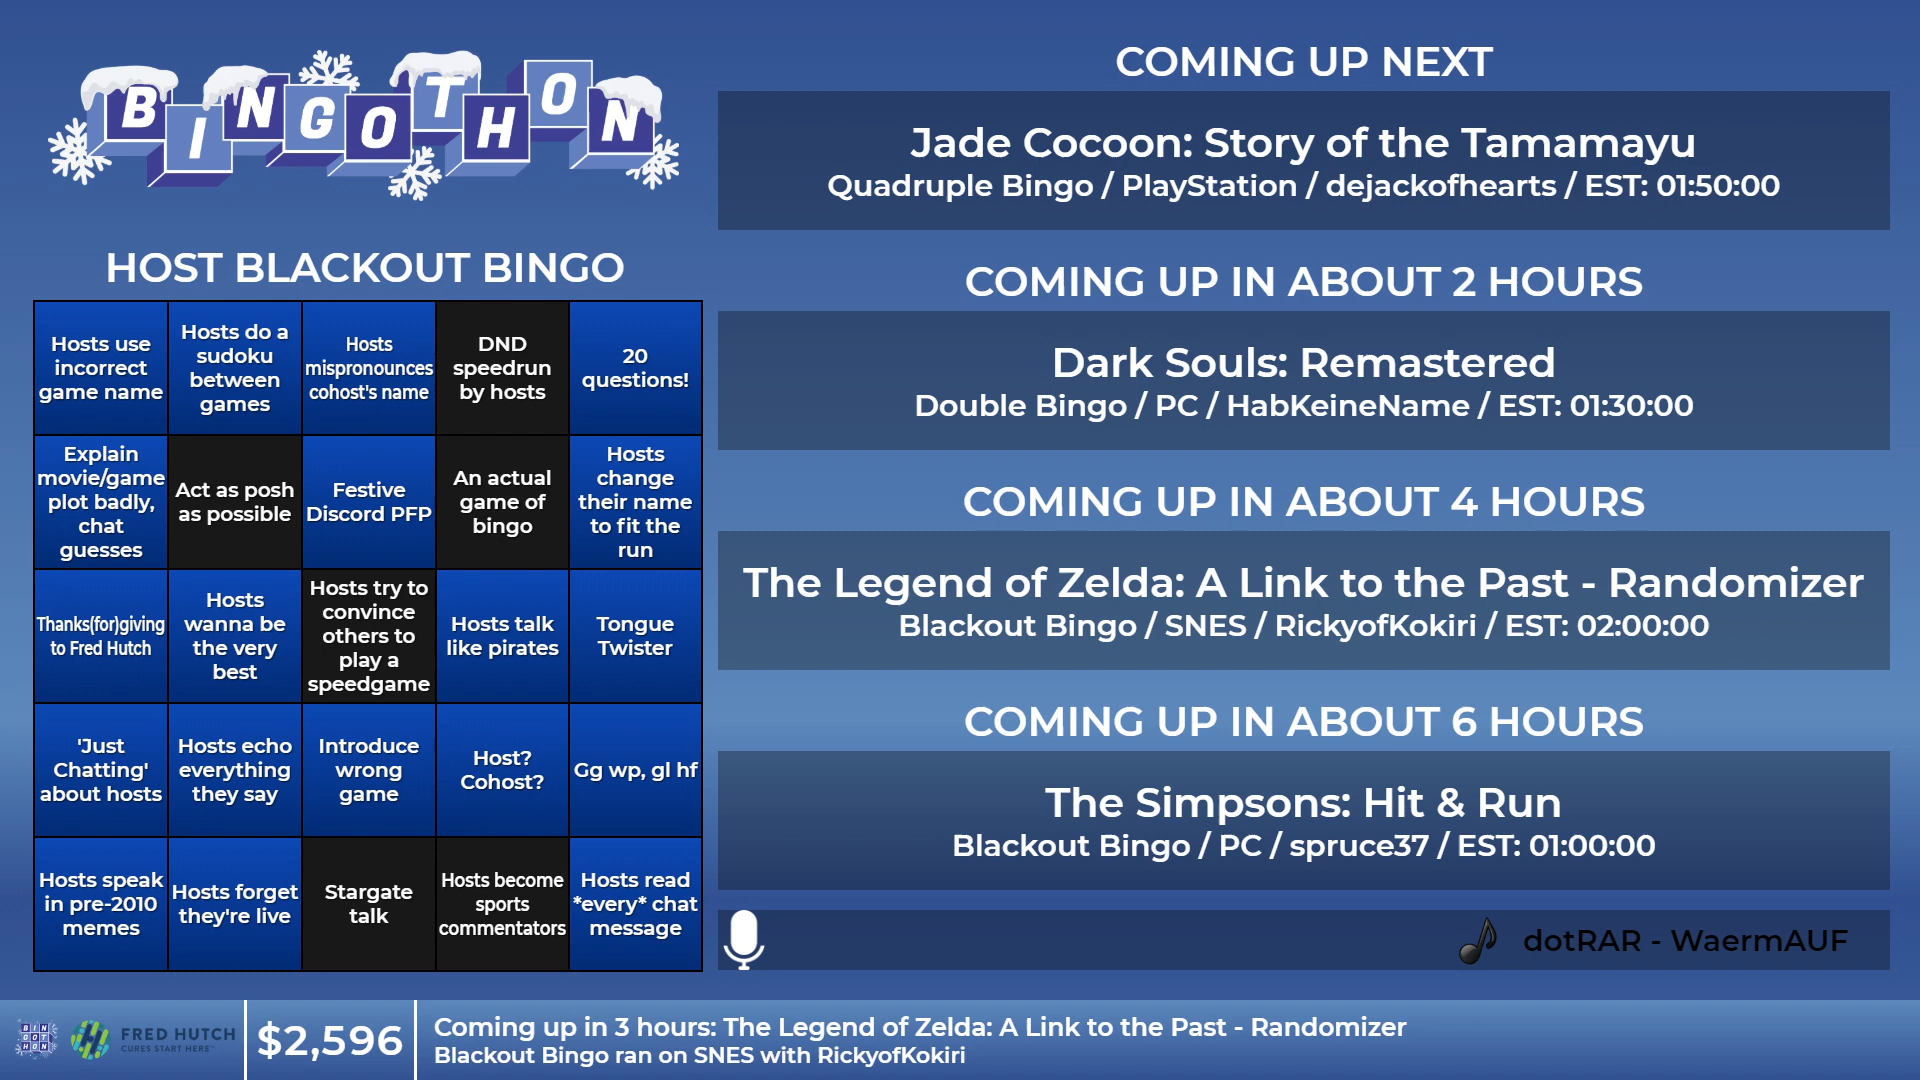 BINGOTHON
HOST BLACKOUT BINGO
Hosts use
incorrect
game name
Hosts do a
sudoku
between
games
Hosts
mispronounces
cohost's name
DND
speedrun
by hosts
20
questions!
Explain
movie/game
plot badly,
chat
guesses
Act as posh
as possible
Festive
Discord PFP
An actual
game of
bingo
Hosts
change
their name
to fit the
run
Thanks(for)giving
to Fred Hutch
Hosts
wanna be
the very
best
Hosts try to
convince
others to
play a
speedgame
Hosts talk
like pirates
Tongue
Twister
'Just
Chatting'
about hosts
Hosts echo
everything
they say
Introduce
wrong
game
Host?
Cohost?
Gg wp, gl hf
Hosts speak
in pre-2010
memes
Hosts forget
they're live
Stargate
talk
Hosts become
sports
commentators
Hosts read
*every* chat
message
COMING UP NEXT
Jade Cocoon: Story of the Tamamayu
Quadruple Bingo / PlayStation / dejackofhearts / EST: 01:50:00
COMING UP IN ABOUT 2 HOURS
Dark Souls: Remastered
Double Bingo / PC / HabKeineName / EST: 01:30:00
COMING UP IN ABOUT 4 HOURS
The Legend of Zelda: A Link to the Past - Randomizer
Blackout Bingo / SNES / RickyofKokiri / EST: 02:00:00
COMING UP IN ABOUT 6 HOURS
The Simpsons: Hit & Run
Blackout Bingo / PC / spruce37 / EST: 01:00:00
dotRAR - WaermAUF
BIN
GOT
HON
FRED HUTCH
CURES START HERE™
$2,596
Coming up in 3 hours: The Legend of Zelda: A Link to the Past - Randomizer
Blackout Bingo ran on SNES with RickyofKokiri